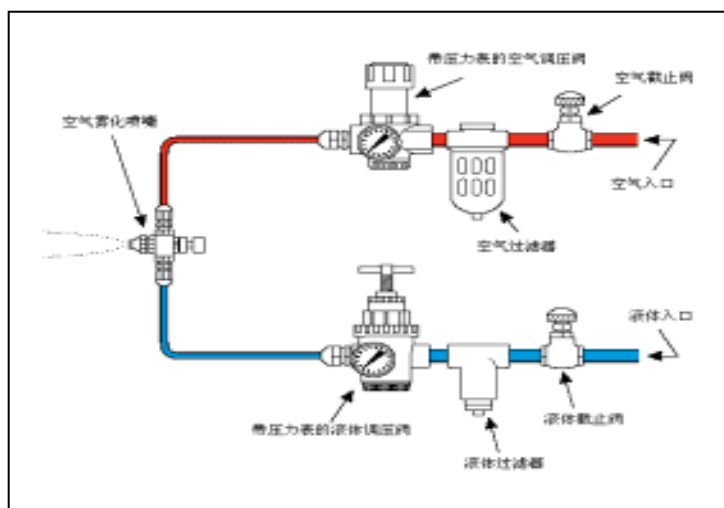 带压力表的空气调压阀
空气截止阀
空气雾化喷嘴
空气入口
空气过滤器
液体入口
带压力表的液体调压阀
液体截止阀
液体过滤器